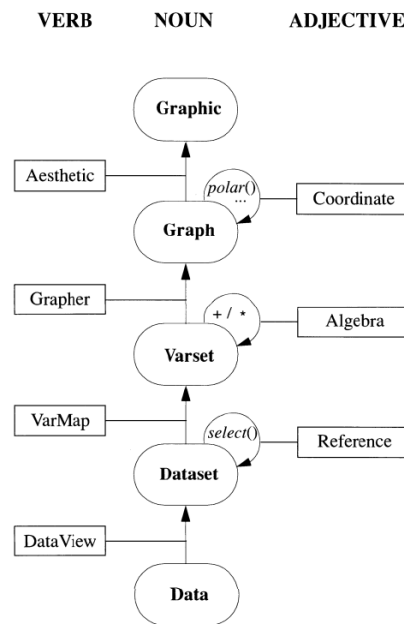 VERB NOUN ADJECTIVE
Graphic
Aesthetic
polar()
...
Coordinate
Graph
Grapher
+ / *
Algebra
Varset
VarMap
select()
Reference
Dataset
DataView
Data